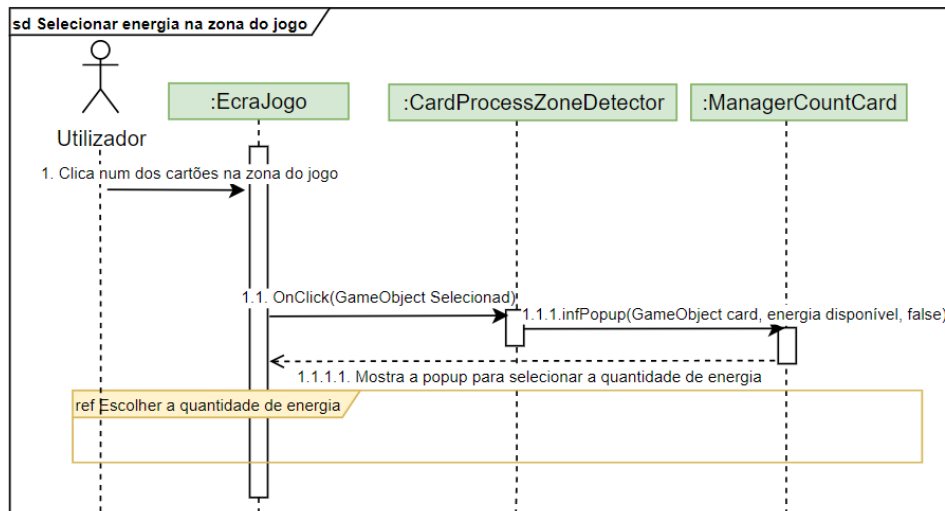 sd Selecionar energia na zona do jogo
:EcraJogo
:CardProcessZoneDetector
:ManagerCountCard
Utilizador
1. Clica num dos cartões na zona do jogo
1.1. OnClick(GameObject Selecionad)
1.1.1.infPopup(GameObject card, energia disponível, false)
1.1.1.1. Mostra a popup para selecionar a quantidade de energia
ref Escolher a quantidade de energia